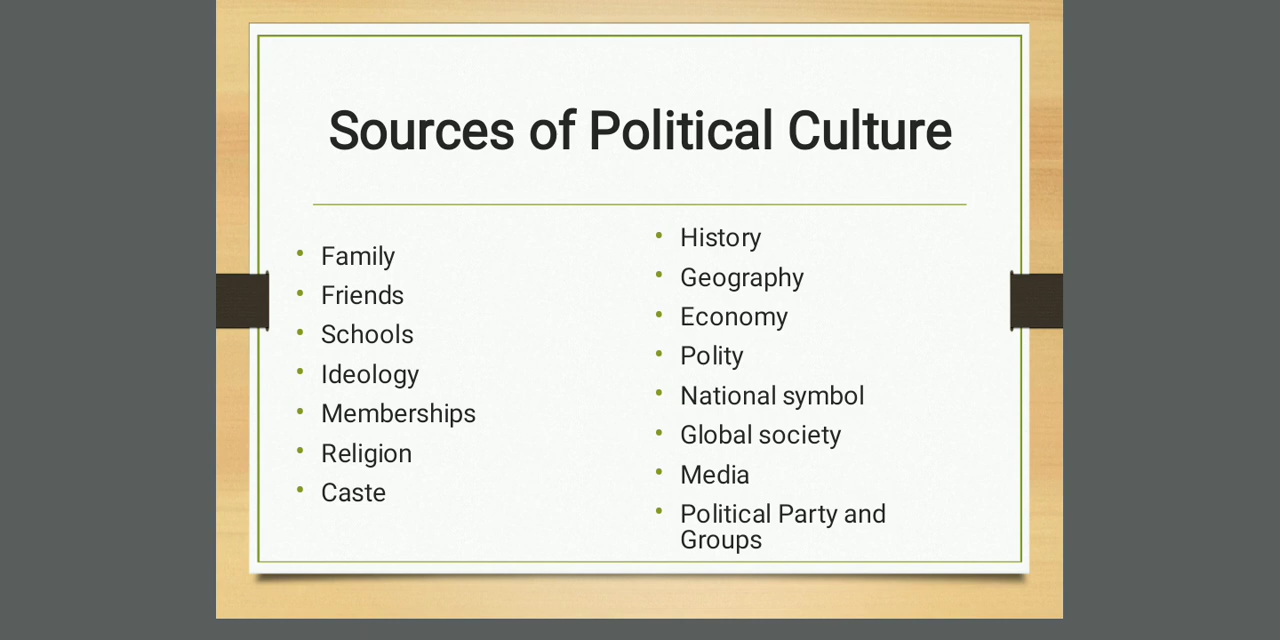 Sources of Political Culture
• Family
• Friends
• Schools
• Ideology
• Memberships
• Religion
• Caste
• History
• Geography
• Economy
• Polity
• National symbol
• Global society
• Media
• Political Party and
Groups